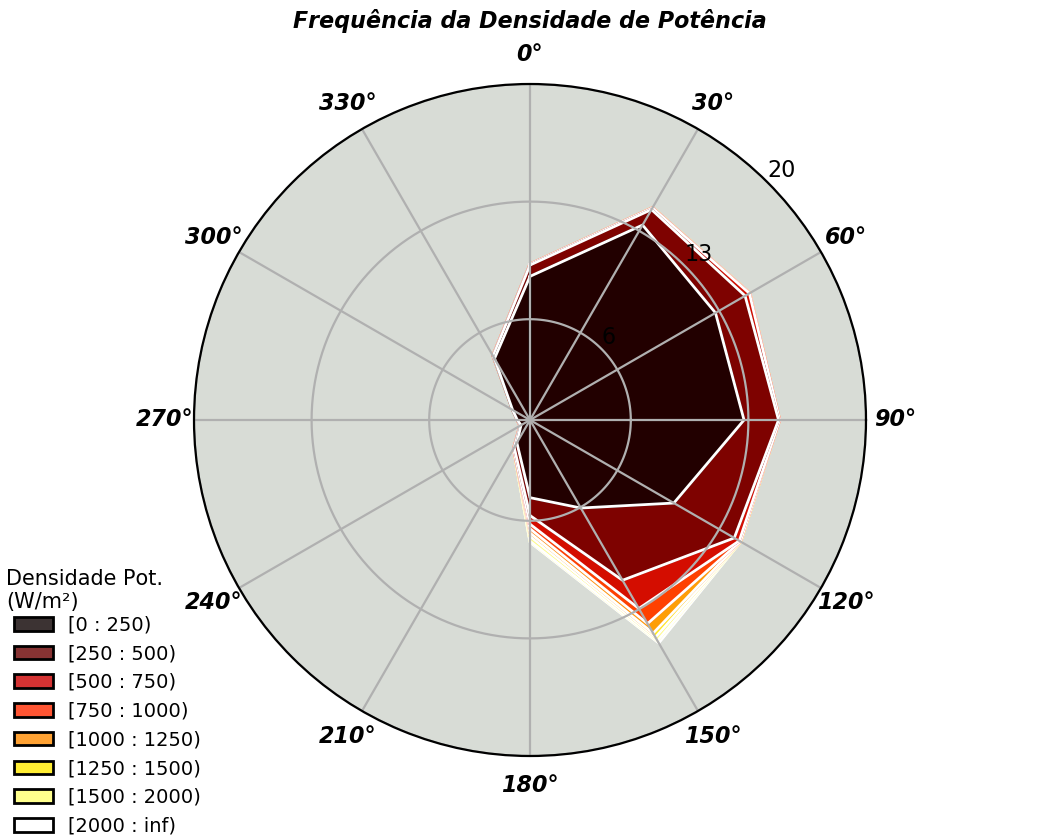 Frequência da Densidade de Potência
0°
330°
30°
20
300°
60°
13
6
270°
90°
240°
120°
210°
150°
180°
Densidade Pot.
(W/m²)
[0 : 250)
[250 : 500)
[500 : 750)
[750 : 1000)
[1000 : 1250)
[1250 : 1500)
[1500 : 2000)
[2000 : inf)